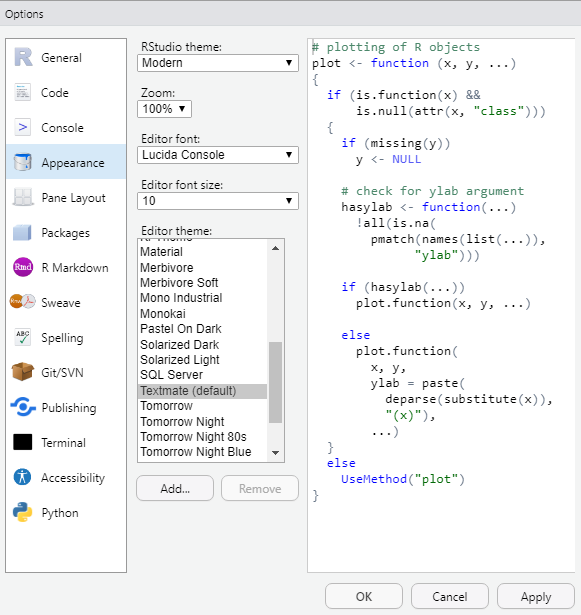 Options
R General
Code
Console
Appearance
Pane Layout
Packages
Rmd R Markdown
Sweave
ABC Spelling
Git/SVN
Publishing
Terminal
Accessibility
Python
RStudio theme:
Modern
Zoom:
100%
Editor font:
Lucida Console
Editor font size:
10
Editor theme:
Material
Merbivore
Merbivore Soft
Mono Industrial
Monokai
Pastel On Dark
Solarized Dark
Solarized Light
SQL Server
Textmate (default)
Tomorrow
Tomorrow Night
Tomorrow Night 80s
Tomorrow Night Blue
Add...
Remove
# plotting of R objects
plot <- function (x, y, ...)
{
  if (is.function(x) &&
      is.null(attr(x, "class")))
  {
    if (missing(y))
      y <- NULL

    # check for ylab argument
    hasylab <- function(...)
      !all(is.na(
        pmatch(names(list(...)),
              "ylab")))

    if (hasylab(...))
      plot.function(x, y, ...)

    else
      plot.function(
        x, y,
        ylab = paste(
          deparse(substitute(x)),
          "(x)"),
        ...)
  }
  else
    UseMethod("plot")
}
OK
Cancel
Apply